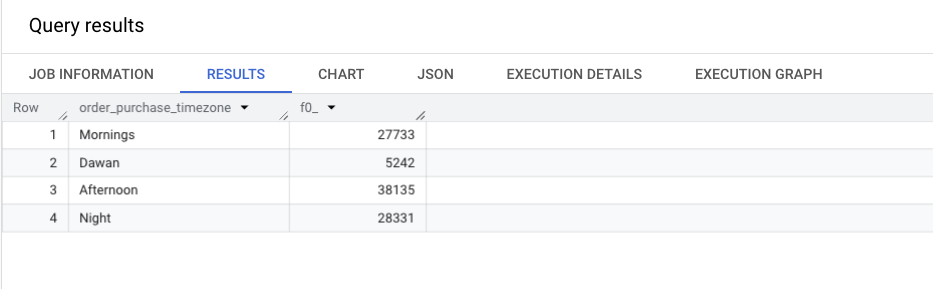 Query results
JOB INFORMATION RESULTS CHART JSON EXECUTION DETAILS EXECUTION GRAPH
Row order_purchase_timezone f0_
1 Mornings 27733
2 Dawan 5242
3 Afternoon 38135
4 Night 28331